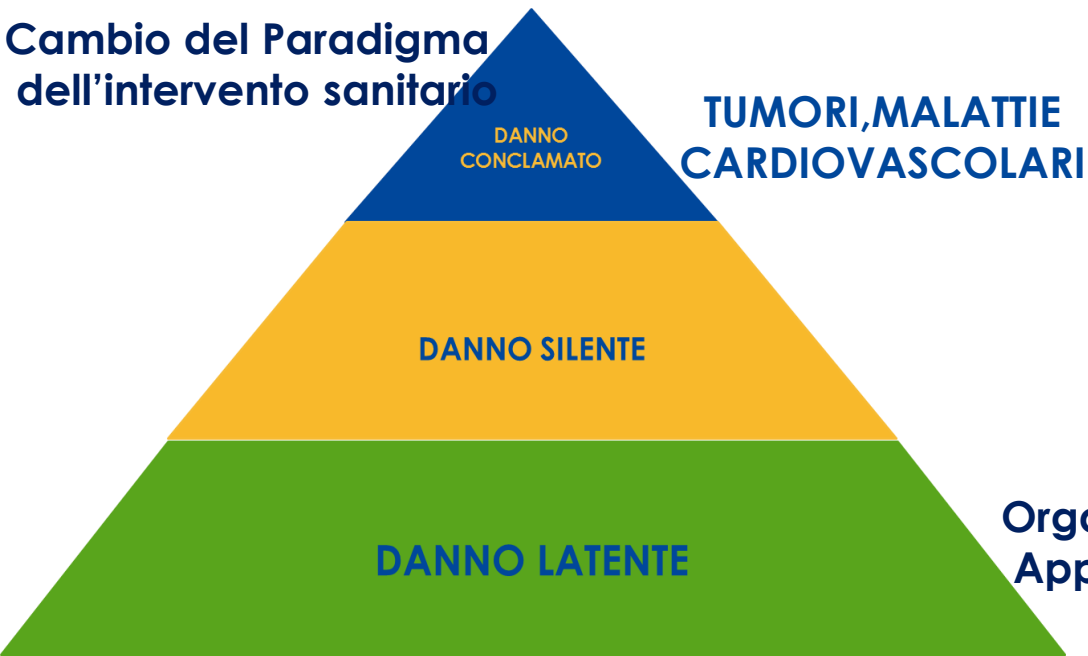 Cambio del Paradigma
dell'intervento sanitario
DANNO
CONCLAMATO
TUMORI,MALATTIE
CARDIOVASCOLARI
DANNO SILENTE
DANNO LATENTE